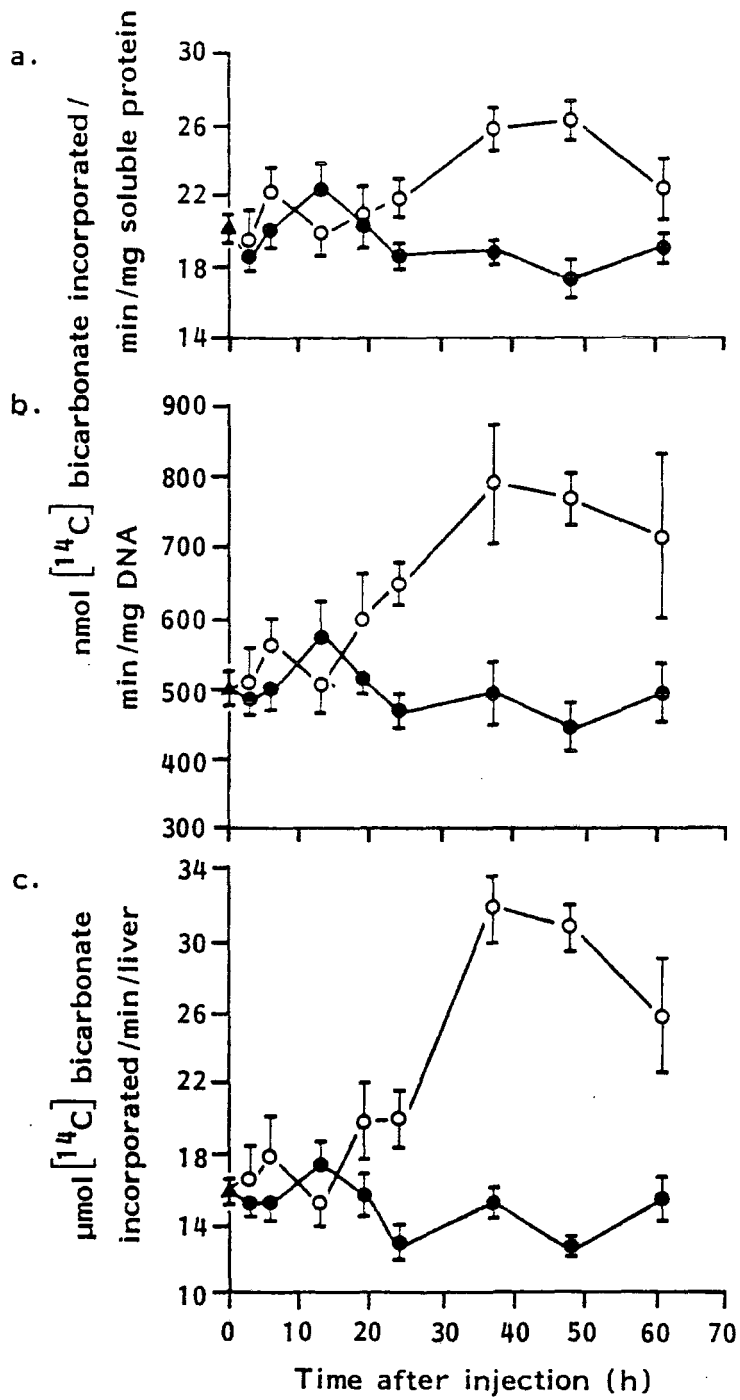 a.
nmol [¹⁴C] bicarbonate incorporated/
min/mg soluble protein
30
26
22
18
14
b.
min/mg DNA
900
800
700
600
500
400
300
c.
µmol [¹⁴C] bicarbonate
incorporated/min/liver
34
30
26
22
18
14
10
0 10 20 30 40 50 60 70
Time after injection (h)